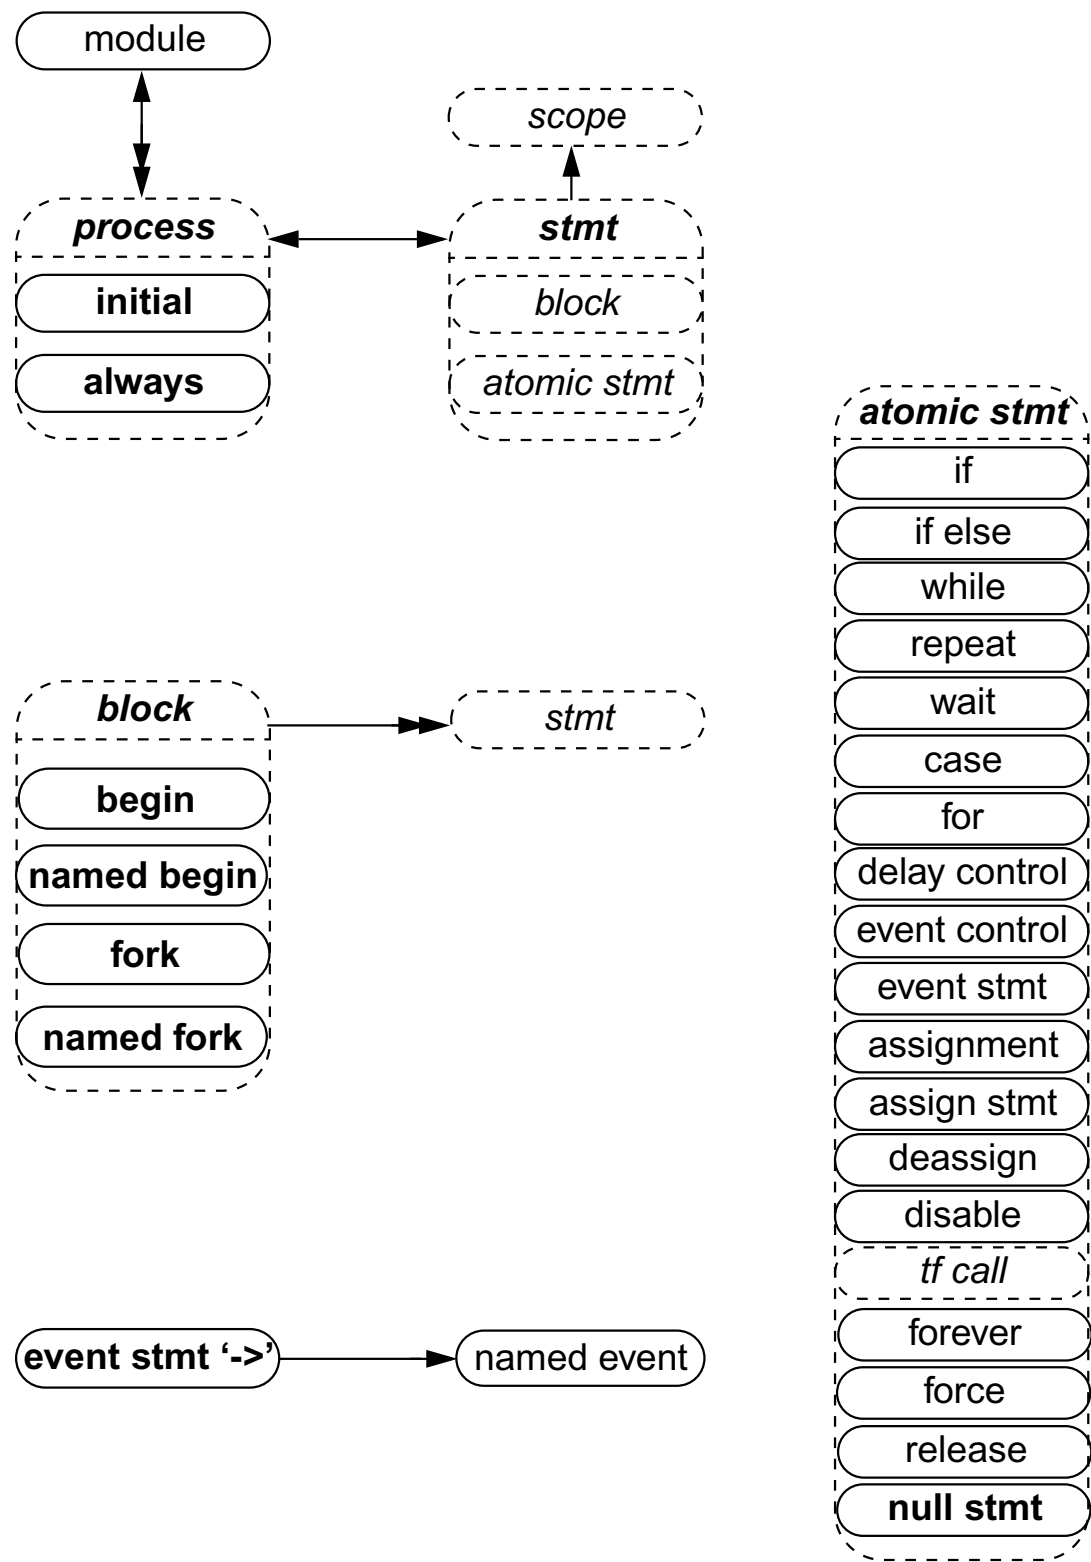 module
scope
process
stmt
initial
block
always
atomic stmt
atomic stmt
if
if else
while
repeat
wait
case
for
delay control
event control
event stmt
assignment
assign stmt
deassign
disable
tf call
forever
force
release
null stmt
block
stmt
begin
named begin
fork
named fork
event stmt ‘->’
named event